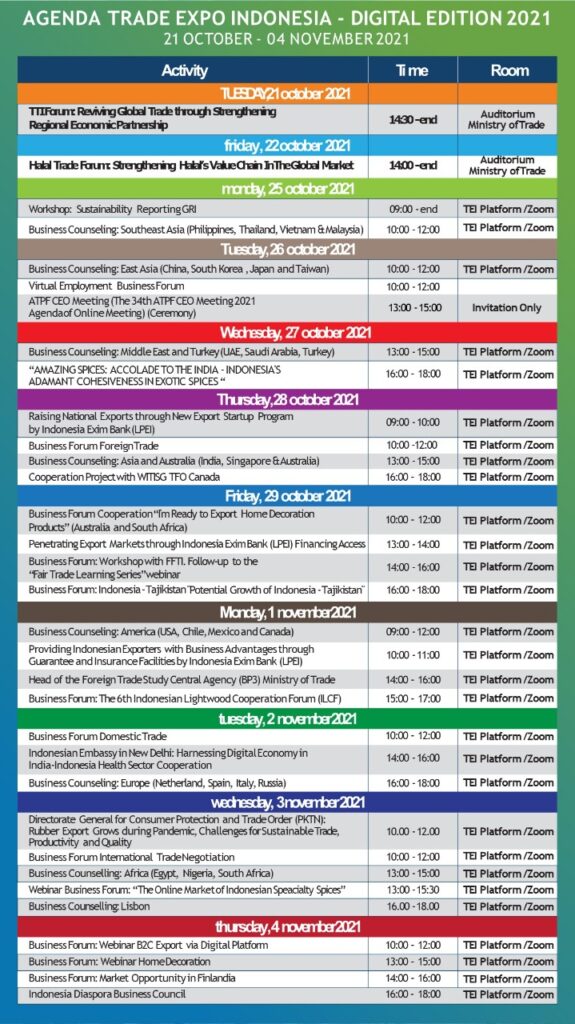 AGENDA TRADE EXPO INDONESIA - DIGITAL EDITION 2021
21 OCTOBER - 04 NOVEMBER 2021
Activity Time Room
TUESDAY,21 october 2021
TTI Forum: Reviving Global Trade through Strengthening
Regional Economic Partnership 14:30 -end Auditorium
Ministry of Trade
friday, 22 october 2021
Halal Trade Forum: Strengthening Halal's Value Chain In The Global Market 14:00 -end Auditorium
Ministry of Trade
monday, 25 october 2021
Workshop: Sustainability Reporting GRI 09:00 - end TEI Platform /Zoom
Business Counseling: Southeast Asia (Philippines, Thailand, Vietnam & Malaysia) 10:00 - 12:00 TEI Platform /Zoom
Tuesday, 26 october 2021
Business Counseling: East Asia (China, South Korea , Japan and Taiwan) 10:00 - 12:00 TEI Platform /Zoom
Virtual Employment Business Forum 10:00 - 12:00
ATPF CEO Meeting (The 34th ATPF CEO Meeting 2021
Agenda of Online Meeting) (Ceremony) 13:00 - 15:00 Invitation Only
Wednesday, 27 october 2021
Business Counseling: Middle East and Turkey (UAE, Saudi Arabia, Turkey) 13:00 - 15:00 TEI Platform /Zoom
“AMAZING SPICES: ACCOLADE TO THE INDIA - INDONESIA'S
ADAMANT COHESIVENESS IN EXOTIC SPICES “ 16:00 - 18:00 TEI Platform /Zoom
Thursday, 28 october 2021
Raising National Exports through New Export Startup Program
by Indonesia Exim Bank (LPEI) 09:00 - 10:00 TEI Platform /Zoom
Business Forum Foreign Trade 10:00 -12:00 TEI Platform /Zoom
Business Counseling: Asia and Australia (India, Singapore & Australia) 13:00 - 15:00 TEI Platform /Zoom
Cooperation Project with WITISG TFO Canada 16:00 - 18:00 TEI Platform /Zoom
Friday, 29 october 2021
Business Forum Cooperation “I'm Ready to Export Home Decoration
Products” (Australia and South Africa) 10:00 - 12:00 TEI Platform /Zoom
Penetrating Export Markets through Indonesia Exim Bank (LPEI) Financing Access 13:00 - 14:00 TEI Platform /Zoom
Business Forum: Workshop with FFTI. Follow-up to the
“Fair Trade Learning Series” webinar 14:00 - 16:00 TEI Platform /Zoom
Business Forum: Indonesia - Tajikistan "Potential Growth of Indonesia - Tajikistan" 16:00 - 18:00 TEI Platform /Zoom
Monday, 1 november 2021
Business Counseling: America (USA, Chile, Mexico and Canada) 09:00 - 12:00 TEI Platform /Zoom
Providing Indonesian Exporters with Business Advantages through
Guarantee and Insurance Facilities by Indonesia Exim Bank (LPEI) 10:00 - 11:00 TEI Platform /Zoom
Head of the Foreign Trade Study Central Agency (BP3) Ministry of Trade 14:00 - 16:00 TEI Platform /Zoom
Business Forum: The 6th Indonesian Lightwood Cooperation Forum (ILCF) 15:00 - 17:00 TEI Platform /Zoom
tuesday, 2 november 2021
Business Forum Domestic Trade 10:00 - 12:00 TEI Platform /Zoom
Indonesian Embassy in New Delhi: Harnessing Digital Economy in
India-Indonesia Health Sector Cooperation 14:00 - 16:00 TEI Platform /Zoom
Business Counseling: Europe (Netherland, Spain, Italy, Russia) 16:00 - 18:00 TEI Platform /Zoom
wednesday, 3 november 2021
Directorate General for Consumer Protection and Trade Order (PKTN):
Rubber Export Grows during Pandemic, Challenges for Sustainable Trade,
Productivity and Quality 10.00 - 12.00 TEI Platform /Zoom
Business Forum International Trade Negotiation 10:00 - 12:00 TEI Platform /Zoom
Business Counselling: Africa (Egypt, Nigeria, South Africa) 13:00 - 15:00 TEI Platform /Zoom
Webinar Business Forum: “The Online Market of Indonesian Speacialty Spices” 13:00 - 15:30 TEI Platform /Zoom
Business Counselling: Lisbon 16.00 -18.00 TEI Platform /Zoom
thursday, 4 november 2021
Business Forum: Webinar B2C Export via Digital Platform 10:00 - 12:00 TEI Platform /Zoom
Business Forum: Webinar Home Decoration 13:00 - 15:00 TEI Platform /Zoom
Business Forum: Market Opportunity in Finlandia 14:00 - 16:00 TEI Platform /Zoom
Indonesia Diaspora Business Council 16:00 - 18:00 TEI Platform /Zoom